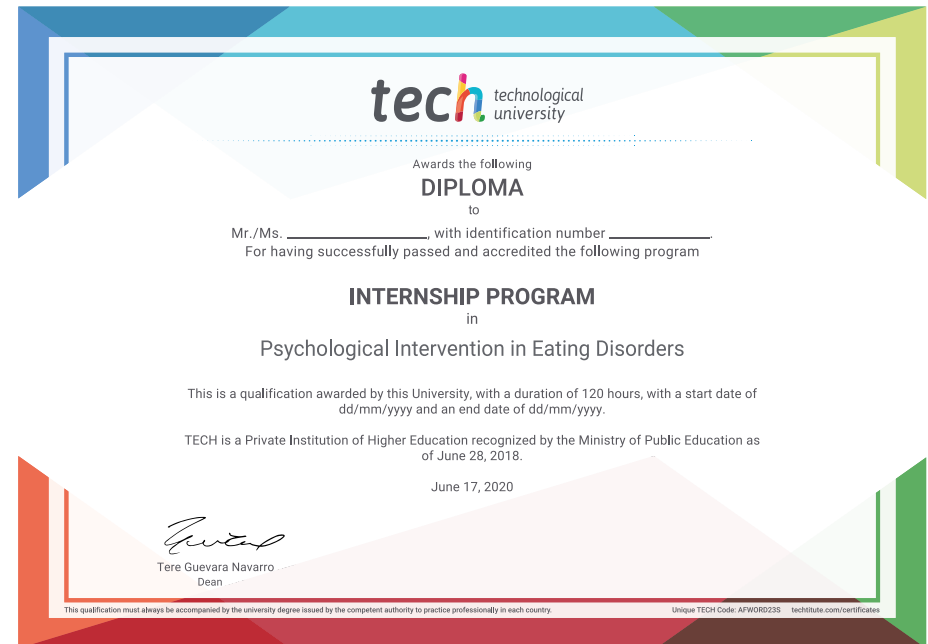 tech technological
university
Awards the following
DIPLOMA
to
Mr./Ms. ____________________, with identification number ______________.
For having successfully passed and accredited the following program
INTERNSHIP PROGRAM
in
Psychological Intervention in Eating Disorders
This is a qualification awarded by this University, with a duration of 120 hours, with a start date of
dd/mm/yyyy and an end date of dd/mm/yyyy.
TECH is a Private Institution of Higher Education recognized by the Ministry of Public Education as
of June 28, 2018.
June 17, 2020
Tere Guevara Navarro
Dean
This qualification must always be accompanied by the university degree issued by the competent authority to practice professionally in each country.
Unique TECH Code: AFWORD23S techtitute.com/certificates